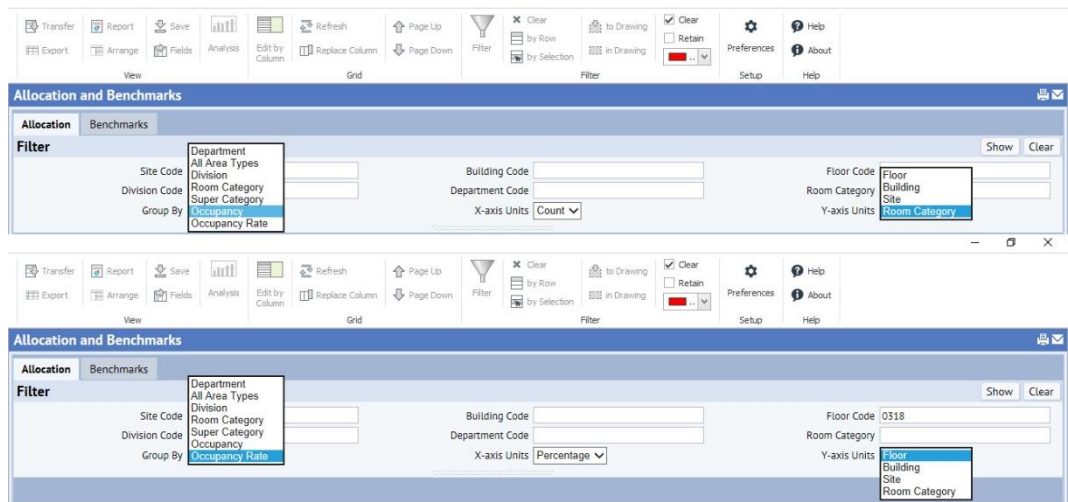 Transfer Report Save Refresh Page Up Clear to Drawing Clear Help
by Row Retain
Export Arrange Fields Analysis Edit by Column Replace Column Page Down Filter by Selection in Drawing .. Preferences About
View Grid Filter Setup Help
Allocation and Benchmarks
Allocation Benchmarks
Filter Show Clear
Site Code Building Code Floor Code
Division Code Department Code Room Category
Group By X-axis Units Count Y-axis Units
Department
All Area Types
Division
Room Category
Super Category
Occupancy
Occupancy Rate
Floor
Building
Site
Room Category
Transfer Report Save Refresh Page Up Clear to Drawing Clear Help
by Row Retain
Export Arrange Fields Analysis Edit by Column Replace Column Page Down Filter by Selection in Drawing .. Preferences About
View Grid Filter Setup Help
Allocation and Benchmarks
Allocation Benchmarks
Filter Show Clear
Site Code Building Code Floor Code 0318
Division Code Department Code Room Category
Group By X-axis Units Percentage Y-axis Units
Department
All Area Types
Division
Room Category
Super Category
Occupancy
Occupancy Rate
Floor
Building
Site
Room Category